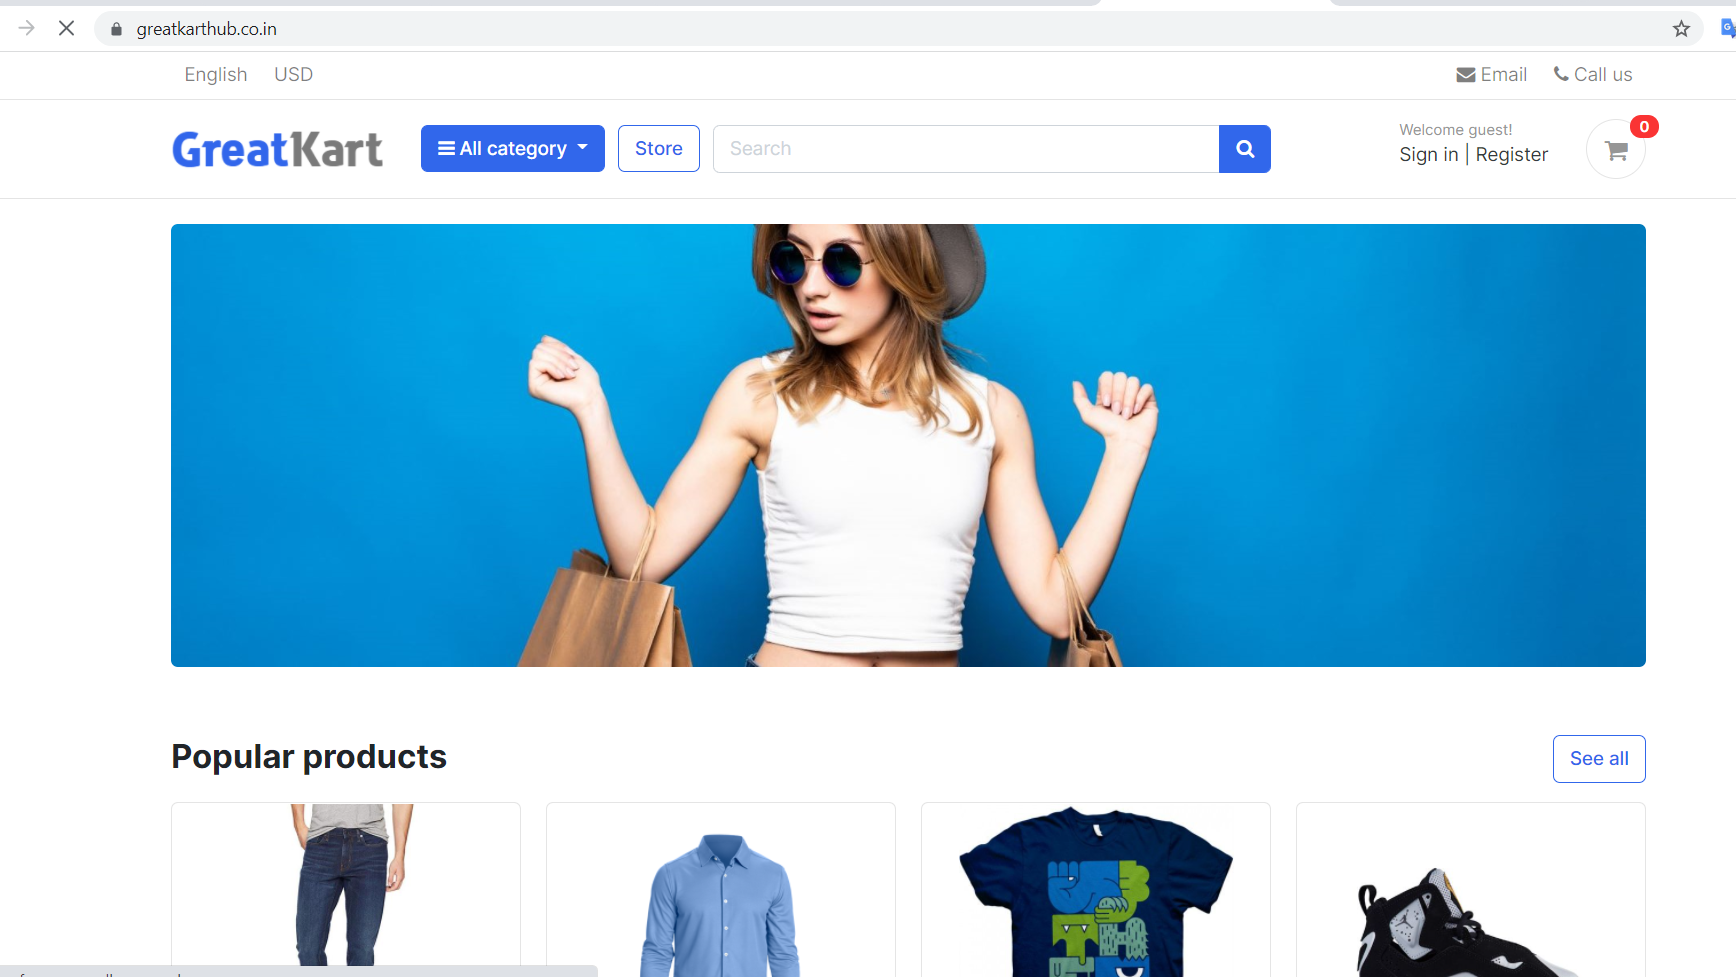 greatkarthub.co.in
English USD Email Call us
GreatKart All category Store Search Welcome guest!
Sign in | Register 0
Popular products See all